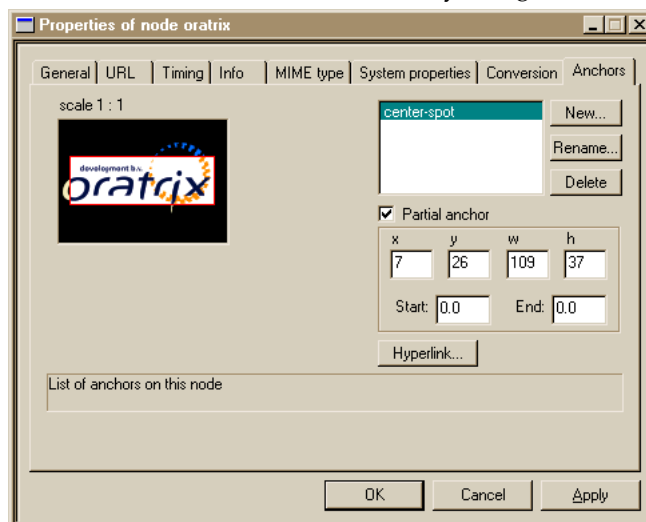 Properties of node oratrix
General URL Timing Info MIME type System properties Conversion Anchors
scale 1 : 1
development b.v.
oratrix
center-spot
New...
Rename...
Delete
Partial anchor
x y w h
7 26 109 37
Start: 0.0 End: 0.0
Hyperlink...
List of anchors on this node
OK Cancel Apply